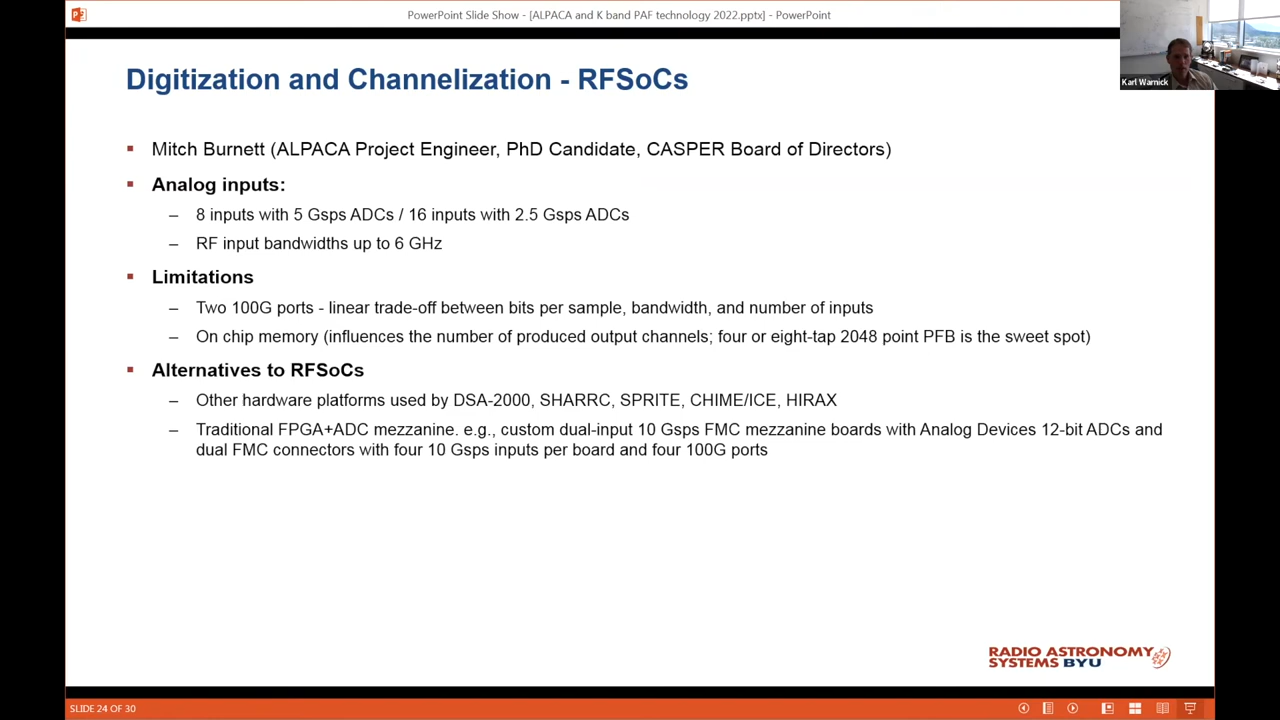 PowerPoint Slide Show - [ALPACA and K band PAF technology 2022.pptx] - PowerPoint
Karl Warnick
Digitization and Channelization - RFSoCs
▪ Mitch Burnett (ALPACA Project Engineer, PhD Candidate, CASPER Board of Directors)
▪ Analog inputs:
– 8 inputs with 5 Gsps ADCs / 16 inputs with 2.5 Gsps ADCs
– RF input bandwidths up to 6 GHz
▪ Limitations
– Two 100G ports - linear trade-off between bits per sample, bandwidth, and number of inputs
– On chip memory (influences the number of produced output channels; four or eight-tap 2048 point PFB is the sweet spot)
▪ Alternatives to RFSoCs
– Other hardware platforms used by DSA-2000, SHARRC, SPRITE, CHIME/ICE, HIRAX
– Traditional FPGA+ADC mezzanine. e.g., custom dual-input 10 Gsps FMC mezzanine boards with Analog Devices 12-bit ADCs and
dual FMC connectors with four 10 Gsps inputs per board and four 100G ports
RADIO ASTRONOMY
SYSTEMS BYU
SLIDE 24 OF 30